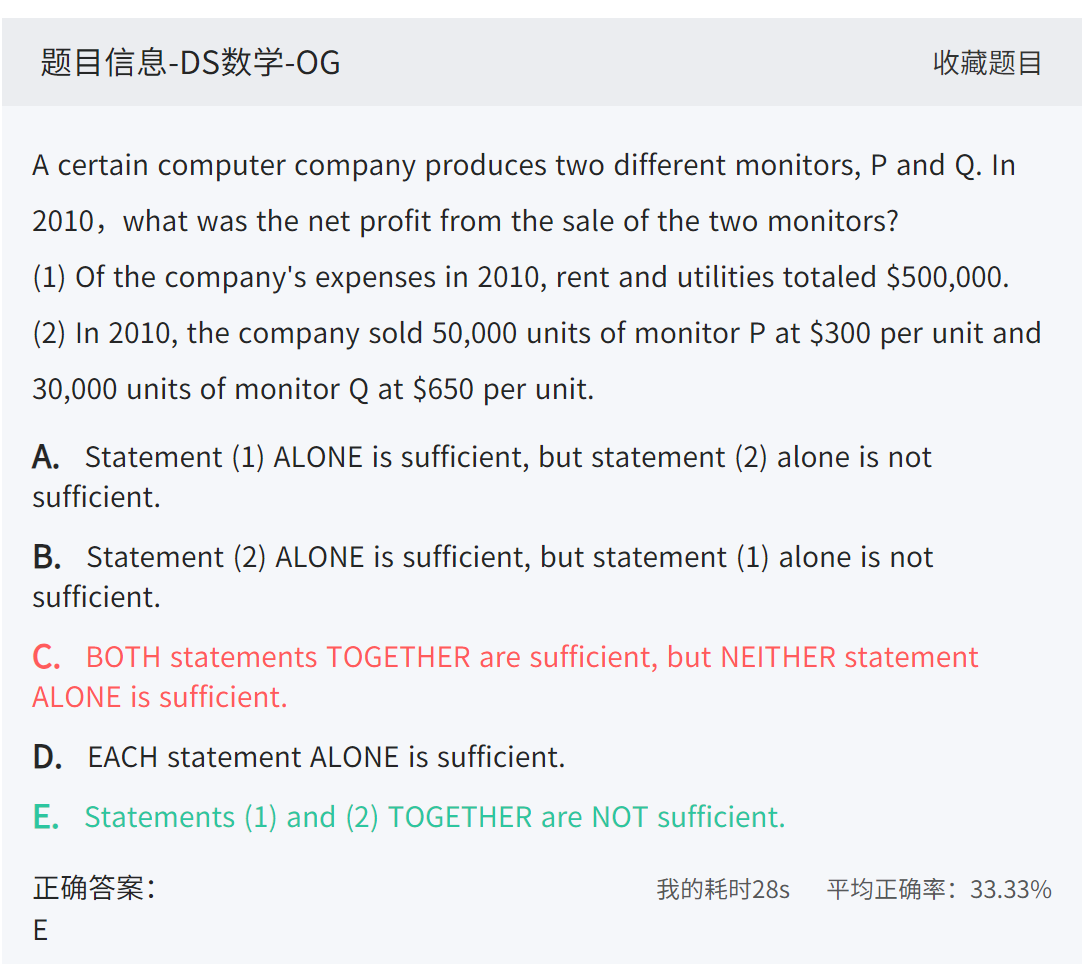 题目信息-DS数学-OG
收藏题目
A certain computer company produces two different monitors, P and Q. In
2010，what was the net profit from the sale of the two monitors?
(1) Of the company's expenses in 2010, rent and utilities totaled $500,000.
(2) In 2010, the company sold 50,000 units of monitor P at $300 per unit and
30,000 units of monitor Q at $650 per unit.
A. Statement (1) ALONE is sufficient, but statement (2) alone is not
sufficient.
B. Statement (2) ALONE is sufficient, but statement (1) alone is not
sufficient.
C. BOTH statements TOGETHER are sufficient, but NEITHER statement
ALONE is sufficient.
D. EACH statement ALONE is sufficient.
E. Statements (1) and (2) TOGETHER are NOT sufficient.
正确答案：
我的耗时28s 平均正确率：33.33%
E